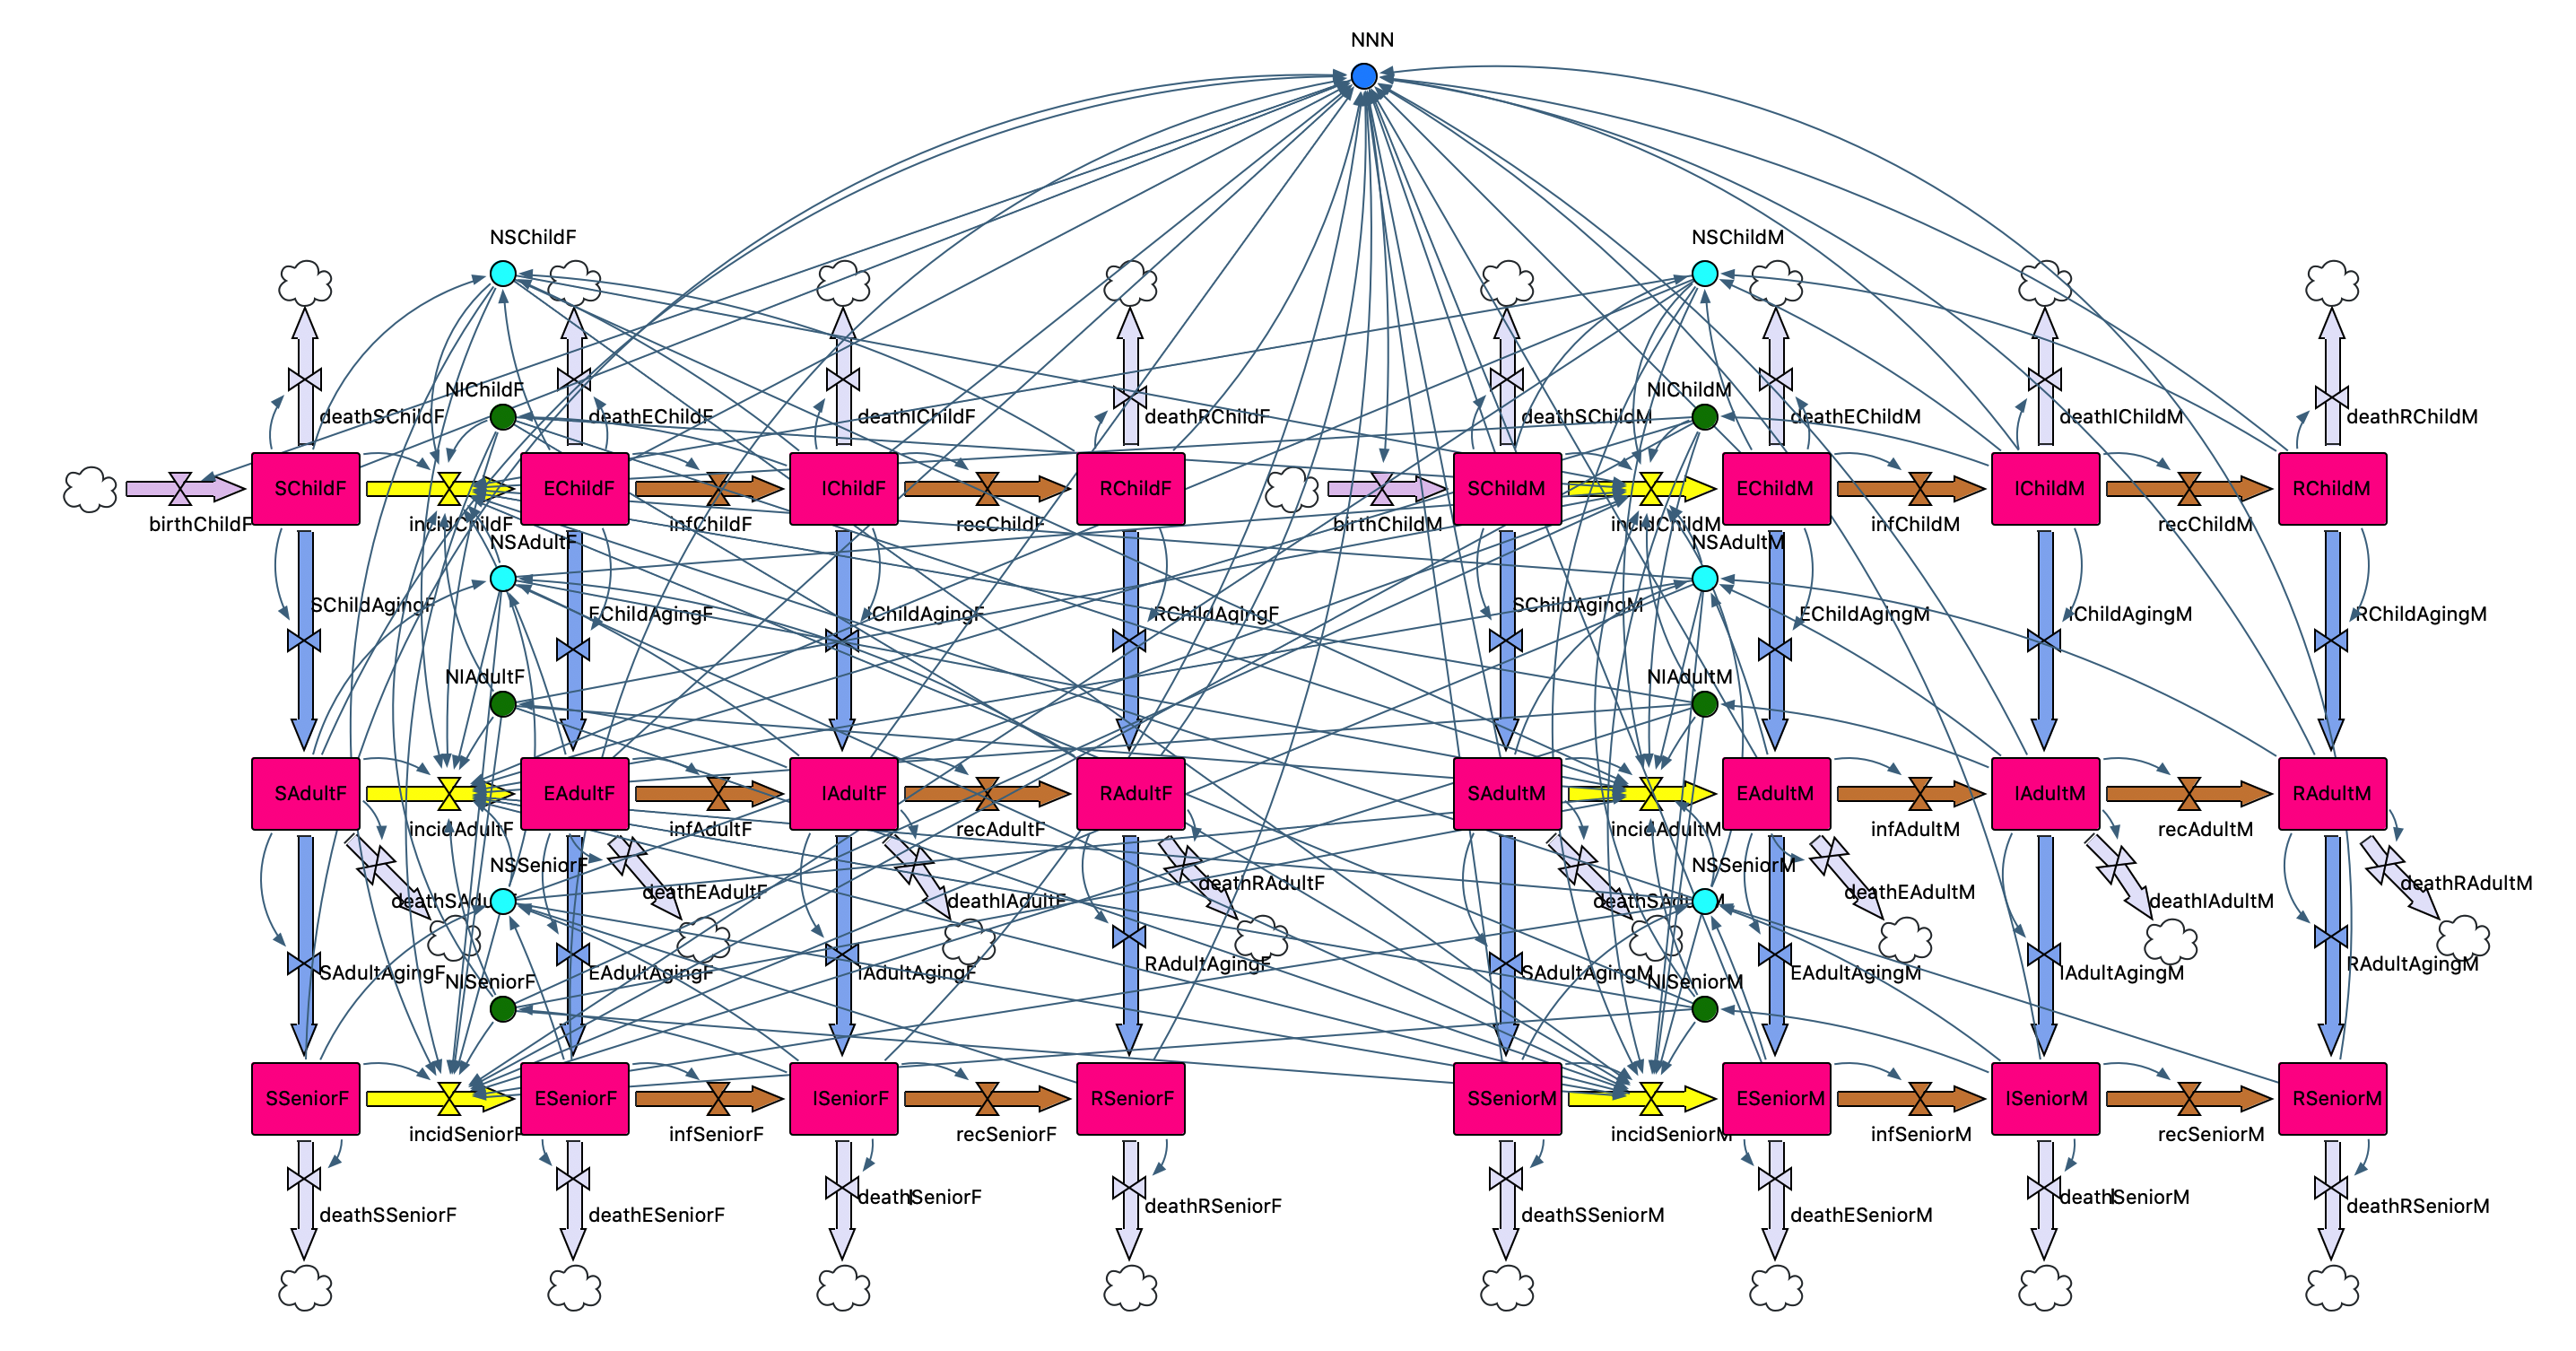 NNN
NSChildF
NSChildM
NIChildF
NIChildM
deathSChildF
deathEChildF
deathIChildF
deathRChildF
deathSChildM
deathEChildM
deathIChildM
deathRChildM
SChildF
EChildF
IChildF
RChildF
SChildM
EChildM
IChildM
RChildM
birthChildF
incidChildF
infChildF
recChildF
birthChildM
incidChildM
infChildM
recChildM
NSAdultF
NSAdultM
SChildAgingF
EChildAgingF
IChildAgingF
RChildAgingF
SChildAgingM
EChildAgingM
IChildAgingM
RChildAgingM
NIAdultF
NIAdultM
SAdultF
EAdultF
IAdultF
RAdultF
SAdultM
EAdultM
IAdultM
RAdultM
incidAdultF
infAdultF
recAdultF
incidAdultM
infAdultM
recAdultM
NSSeniorF
NSSeniorM
deathSAdultF
deathEAdultF
deathIAdultF
deathRAdultF
deathSAdultM
deathEAdultM
deathIAdultM
deathRAdultM
SAdultAgingF
EAdultAgingF
IAdultAgingF
RAdultAgingF
SAdultAgingM
EAdultAgingM
IAdultAgingM
RAdultAgingM
NISeniorF
NISeniorM
SSeniorF
ESeniorF
ISeniorF
RSeniorF
SSeniorM
ESeniorM
ISeniorM
RSeniorM
incidSeniorF
infSeniorF
recSeniorF
incidSeniorM
infSeniorM
recSeniorM
deathSSeniorF
deathESeniorF
deathISeniorF
deathRSeniorF
deathSSeniorM
deathESeniorM
deathISeniorM
deathRSeniorM